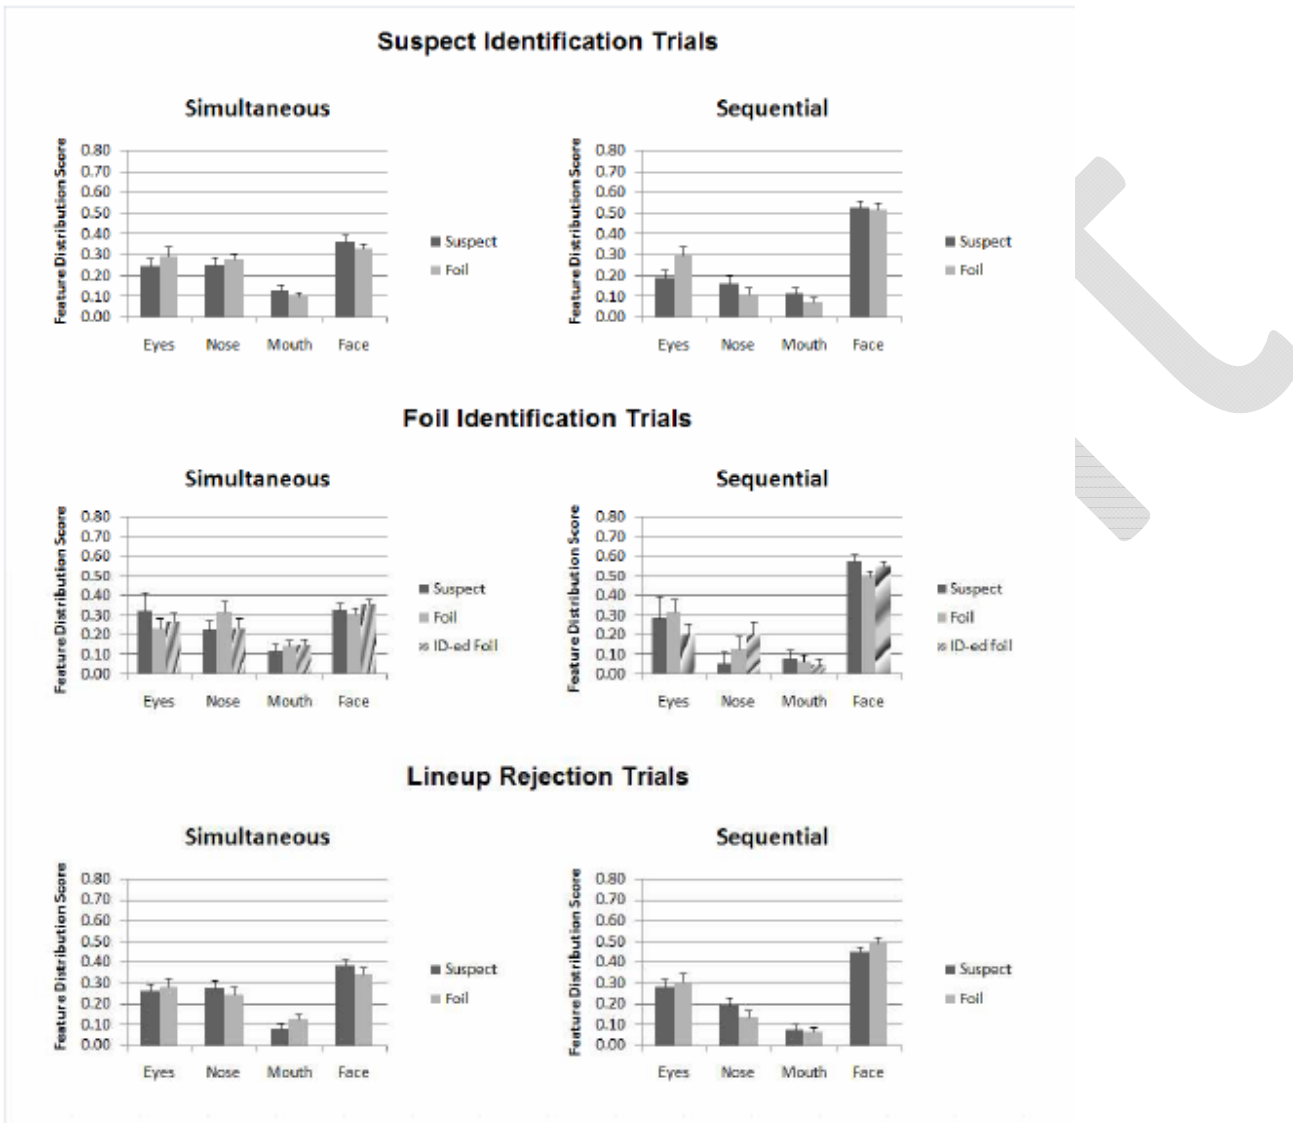 Suspect Identification Trials
Simultaneous
Feature Distribution Score
0.80
0.70
0.60
0.50
0.40
0.30
0.20
0.10
0.00
Eyes Nose Mouth Face
Suspect
Foil
Sequential
Feature Distribution Score
0.80
0.70
0.60
0.50
0.40
0.30
0.20
0.10
0.00
Eyes Nose Mouth Face
Suspect
Foil
Foil Identification Trials
Simultaneous
Feature Distribution Score
0.80
0.70
0.60
0.50
0.40
0.30
0.20
0.10
0.00
Eyes Nose Mouth Face
Suspect
Foil
ID-ed Foil
Sequential
Feature Distribution Score
0.80
0.70
0.60
0.50
0.40
0.30
0.20
0.10
0.00
Eyes Nose Mouth Face
Suspect
Foil
ID-ed foil
Lineup Rejection Trials
Simultaneous
Feature Distribution Score
0.80
0.70
0.60
0.50
0.40
0.30
0.20
0.10
0.00
Eyes Nose Mouth Face
Suspect
Foil
Sequential
Feature Distribution Score
0.80
0.70
0.60
0.50
0.40
0.30
0.20
0.10
0.00
Eyes Nose Mouth Face
Suspect
Foil